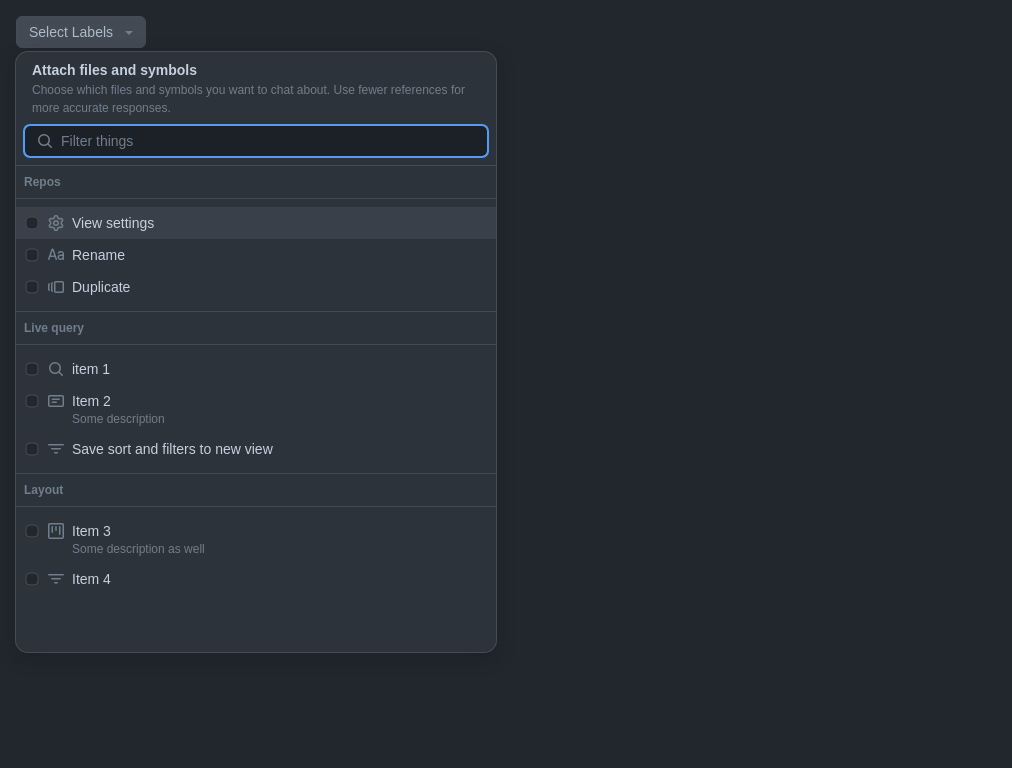 Select Labels
Attach files and symbols
Choose which files and symbols you want to chat about. Use fewer references for
more accurate responses.
Filter things
Repos
View settings
Rename
Duplicate
Live query
item 1
Item 2
Some description
Save sort and filters to new view
Layout
Item 3
Some description as well
Item 4